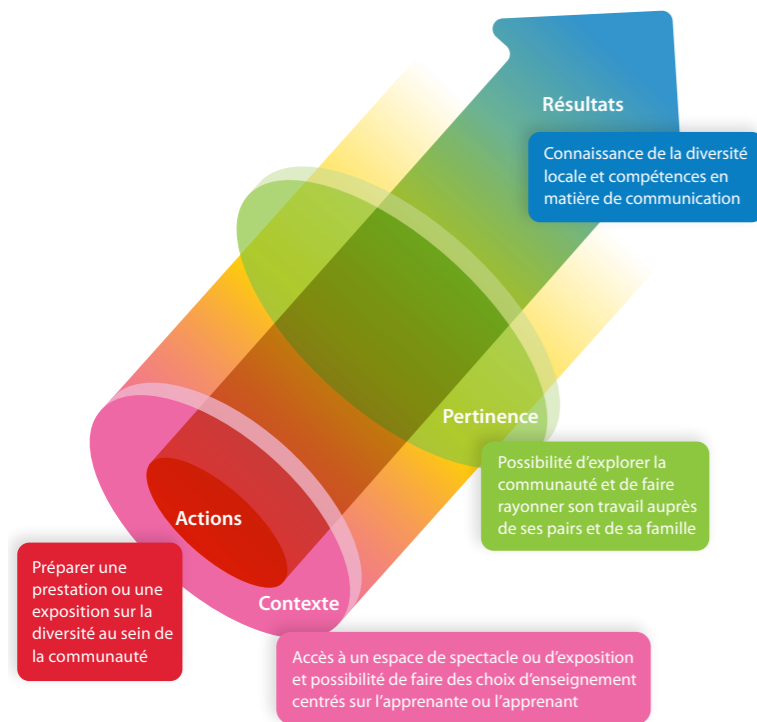 Résultats
Connaissance de la diversité
locale et compétences en
matière de communication
Pertinence
Possibilité d’explorer la
communauté et de faire
rayonner son travail auprès
de ses pairs et de sa famille
Actions
Préparer une
prestation ou une
exposition sur la
diversité au sein de
la communauté
Contexte
Accès à un espace de spectacle ou d’exposition
et possibilité de faire des choix d’enseignement
centrés sur l’apprenante ou l’apprenant